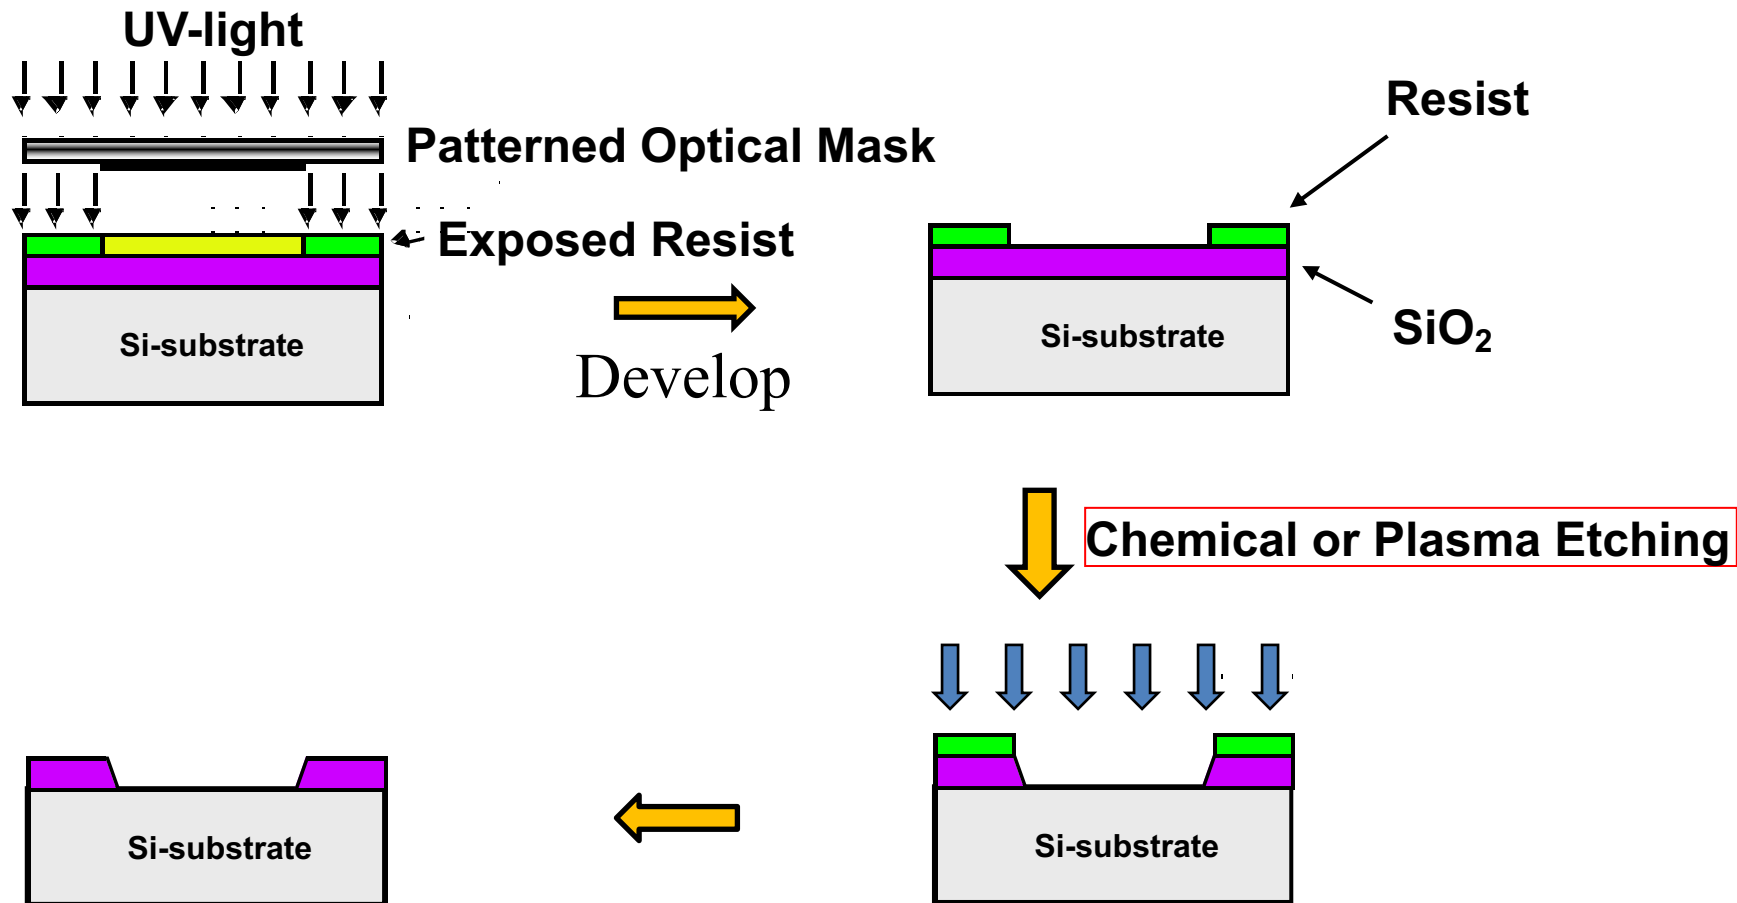 UV-light
Patterned Optical Mask
Exposed Resist
Si-substrate
Develop
Resist
SiO₂
Si-substrate
Chemical or Plasma Etching
Si-substrate
Si-substrate